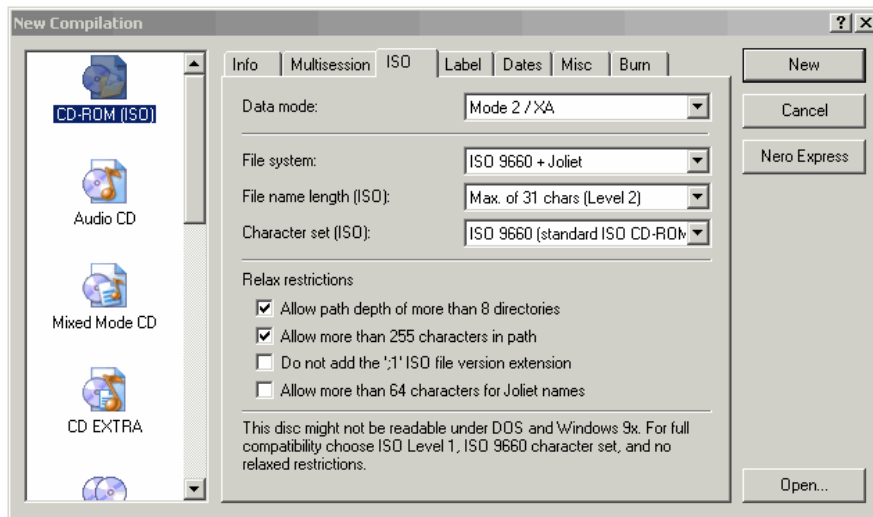 New Compilation
CD-ROM (ISO)
Audio CD
Mixed Mode CD
CD EXTRA
Info Multisession ISO Label Dates Misc Burn
Data mode: Mode 2 / XA
File system: ISO 9660 + Joliet
File name length (ISO): Max. of 31 chars (Level 2)
Character set (ISO): ISO 9660 (standard ISO CD-ROM
Relax restrictions
Allow path depth of more than 8 directories
Allow more than 255 characters in path
Do not add the ';1' ISO file version extension
Allow more than 64 characters for Joliet names
This disc might not be readable under DOS and Windows 9x. For full
compatibility choose ISO Level 1, ISO 9660 character set, and no
relaxed restrictions.
New
Cancel
Nero Express
Open...